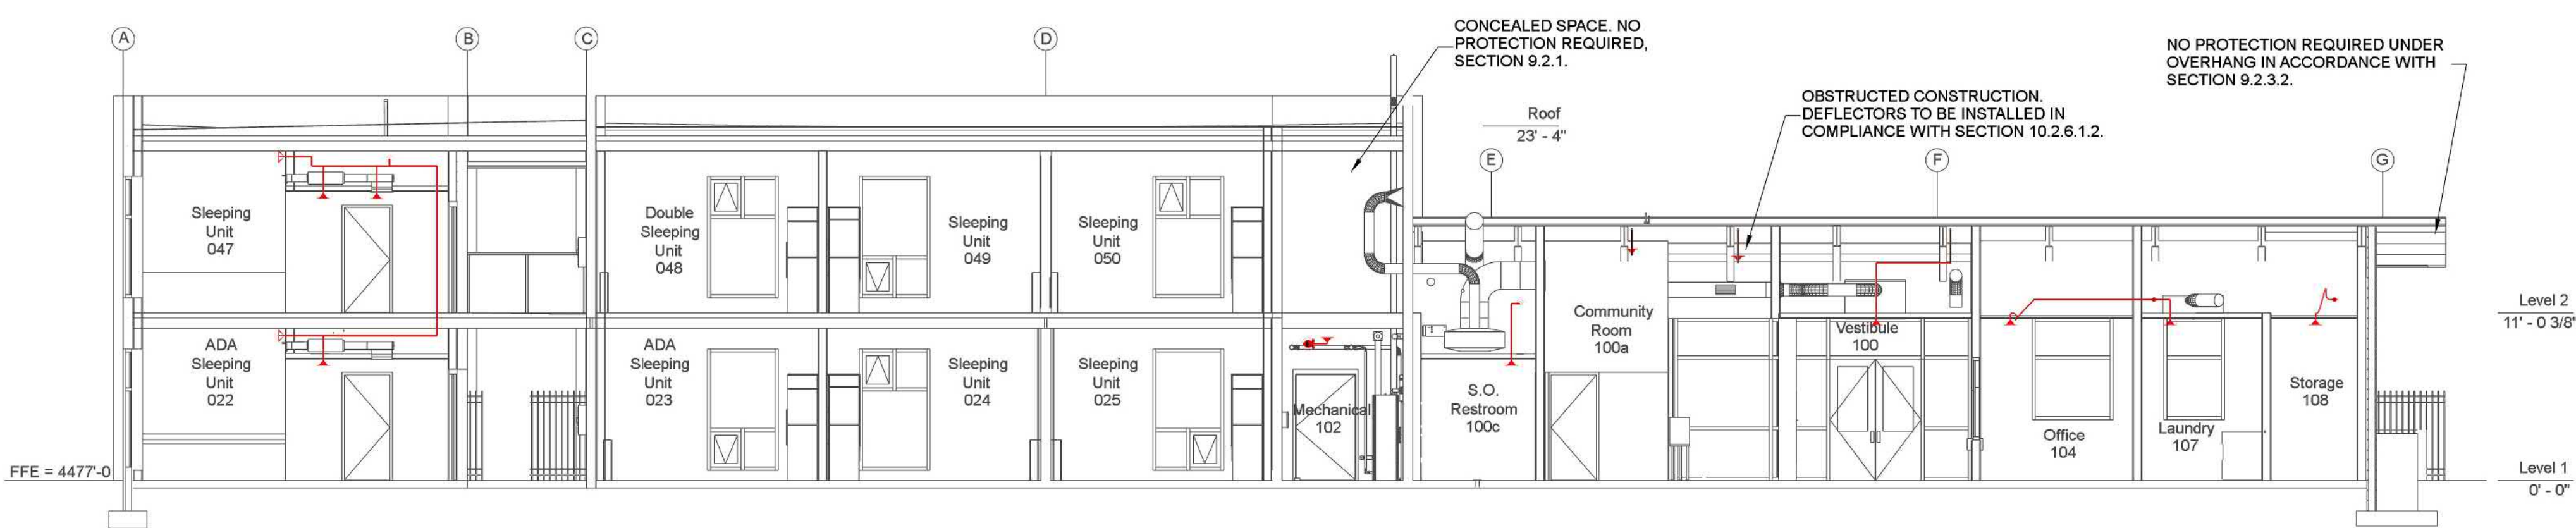 A
B
C
D
E
F
G
CONCEALED SPACE. NO
PROTECTION REQUIRED,
SECTION 9.2.1.
Roof
23' - 4"
OBSTRUCTED CONSTRUCTION.
DEFLECTORS TO BE INSTALLED IN
COMPLIANCE WITH SECTION 10.2.6.1.2.
NO PROTECTION REQUIRED UNDER
OVERHANG IN ACCORDANCE WITH
SECTION 9.2.3.2.
Sleeping
Unit
047
Double
Sleeping
Unit
048
Sleeping
Unit
049
Sleeping
Unit
050
Level 2
11' - 0 3/8"
ADA
Sleeping
Unit
022
ADA
Sleeping
Unit
023
Sleeping
Unit
024
Sleeping
Unit
025
Mechanical
102
S.O.
Restroom
100c
Community
Room
100a
Vestibule
100
Office
104
Laundry
107
Storage
108
FFE = 4477'-0
Level 1
0' - 0"